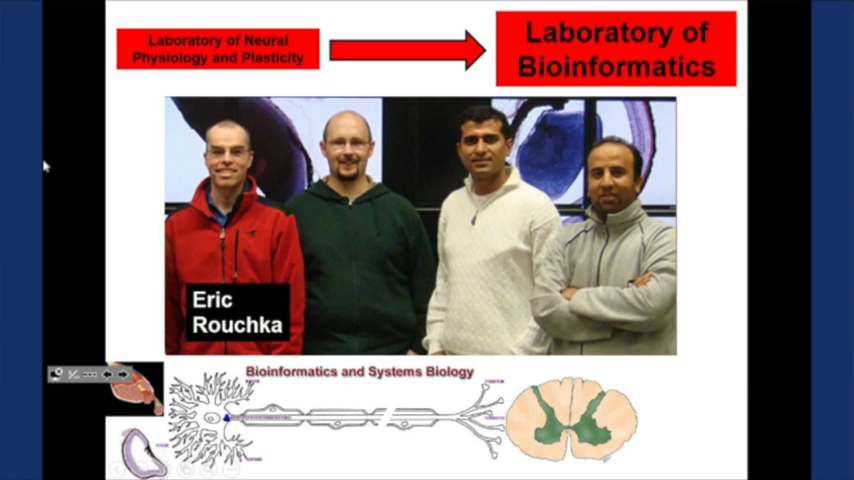 Laboratory of Neural
Physiology and Plasticity
Laboratory of
Bioinformatics
Eric
Rouchka
Bioinformatics and Systems Biology